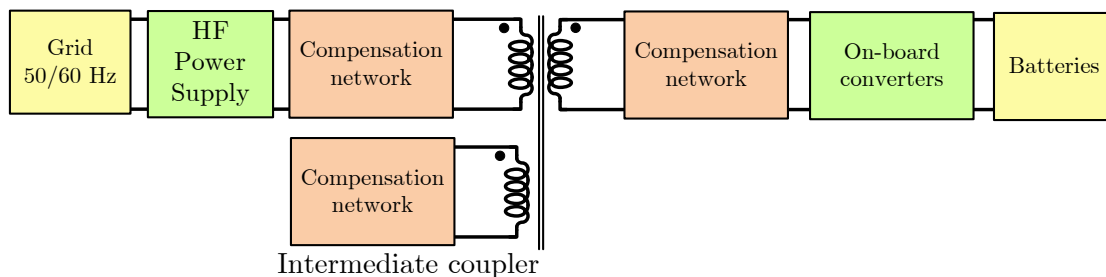 Grid
50/60 Hz
HF
Power
Supply
Compensation
network
Compensation
network
On-board
converters
Batteries
Compensation
network
Intermediate coupler